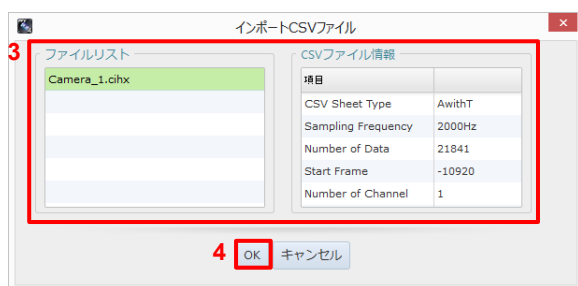 インポートCSVファイル
×
3
ファイルリスト
Camera_1.cihx
CSVファイル情報
項目
CSV Sheet Type AwithT
Sampling Frequency 2000Hz
Number of Data 21841
Start Frame -10920
Number of Channel 1
4
OK キャンセル